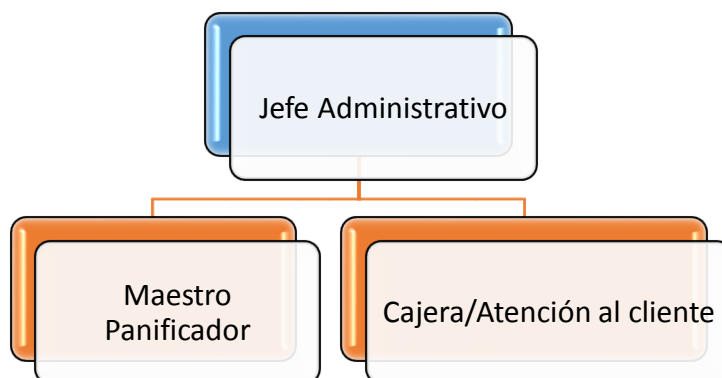 Jefe Administrativo
Maestro
Panificador
Cajera/Atención al cliente